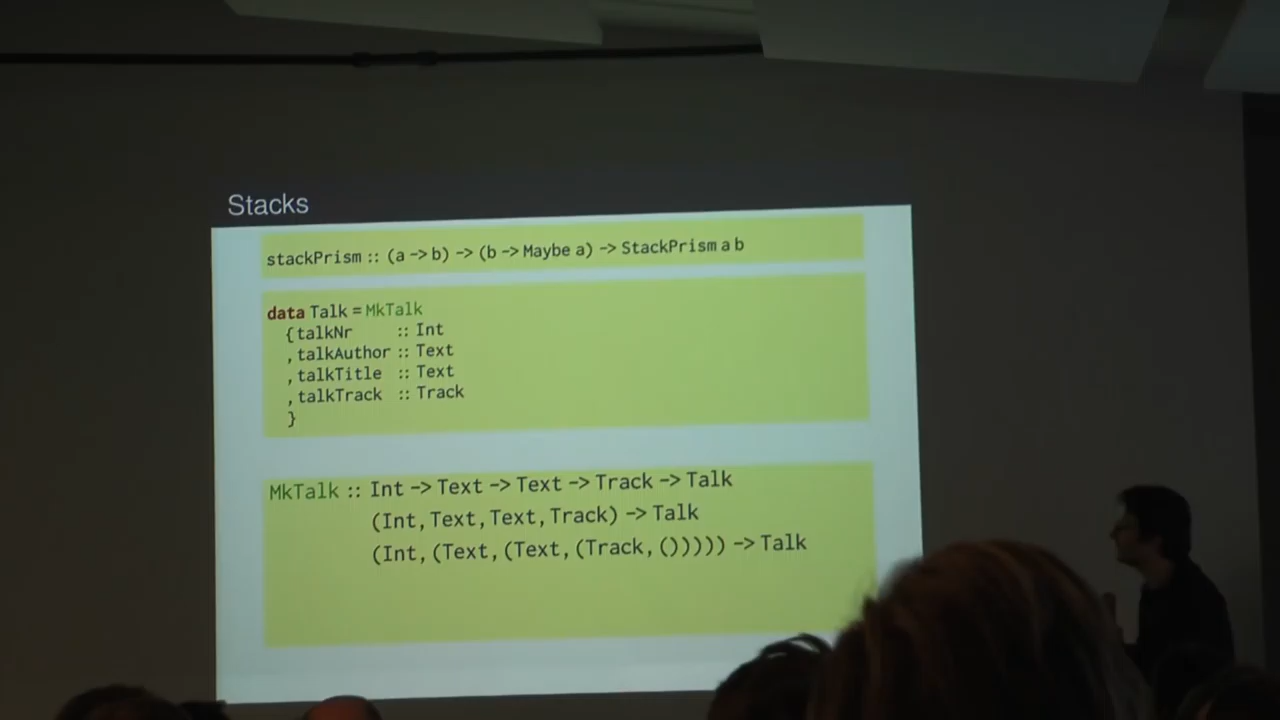 Stacks
stackPrism :: (a -> b) -> (b -> Maybe a) -> StackPrism a b
data Talk = MkTalk
{talkNr :: Int
,talkAuthor :: Text
,talkTitle :: Text
,talkTrack :: Track
}
MkTalk :: Int -> Text -> Text -> Track -> Talk
(Int, Text, Text, Track) -> Talk
(Int, (Text, (Text, (Track, ())))) -> Talk